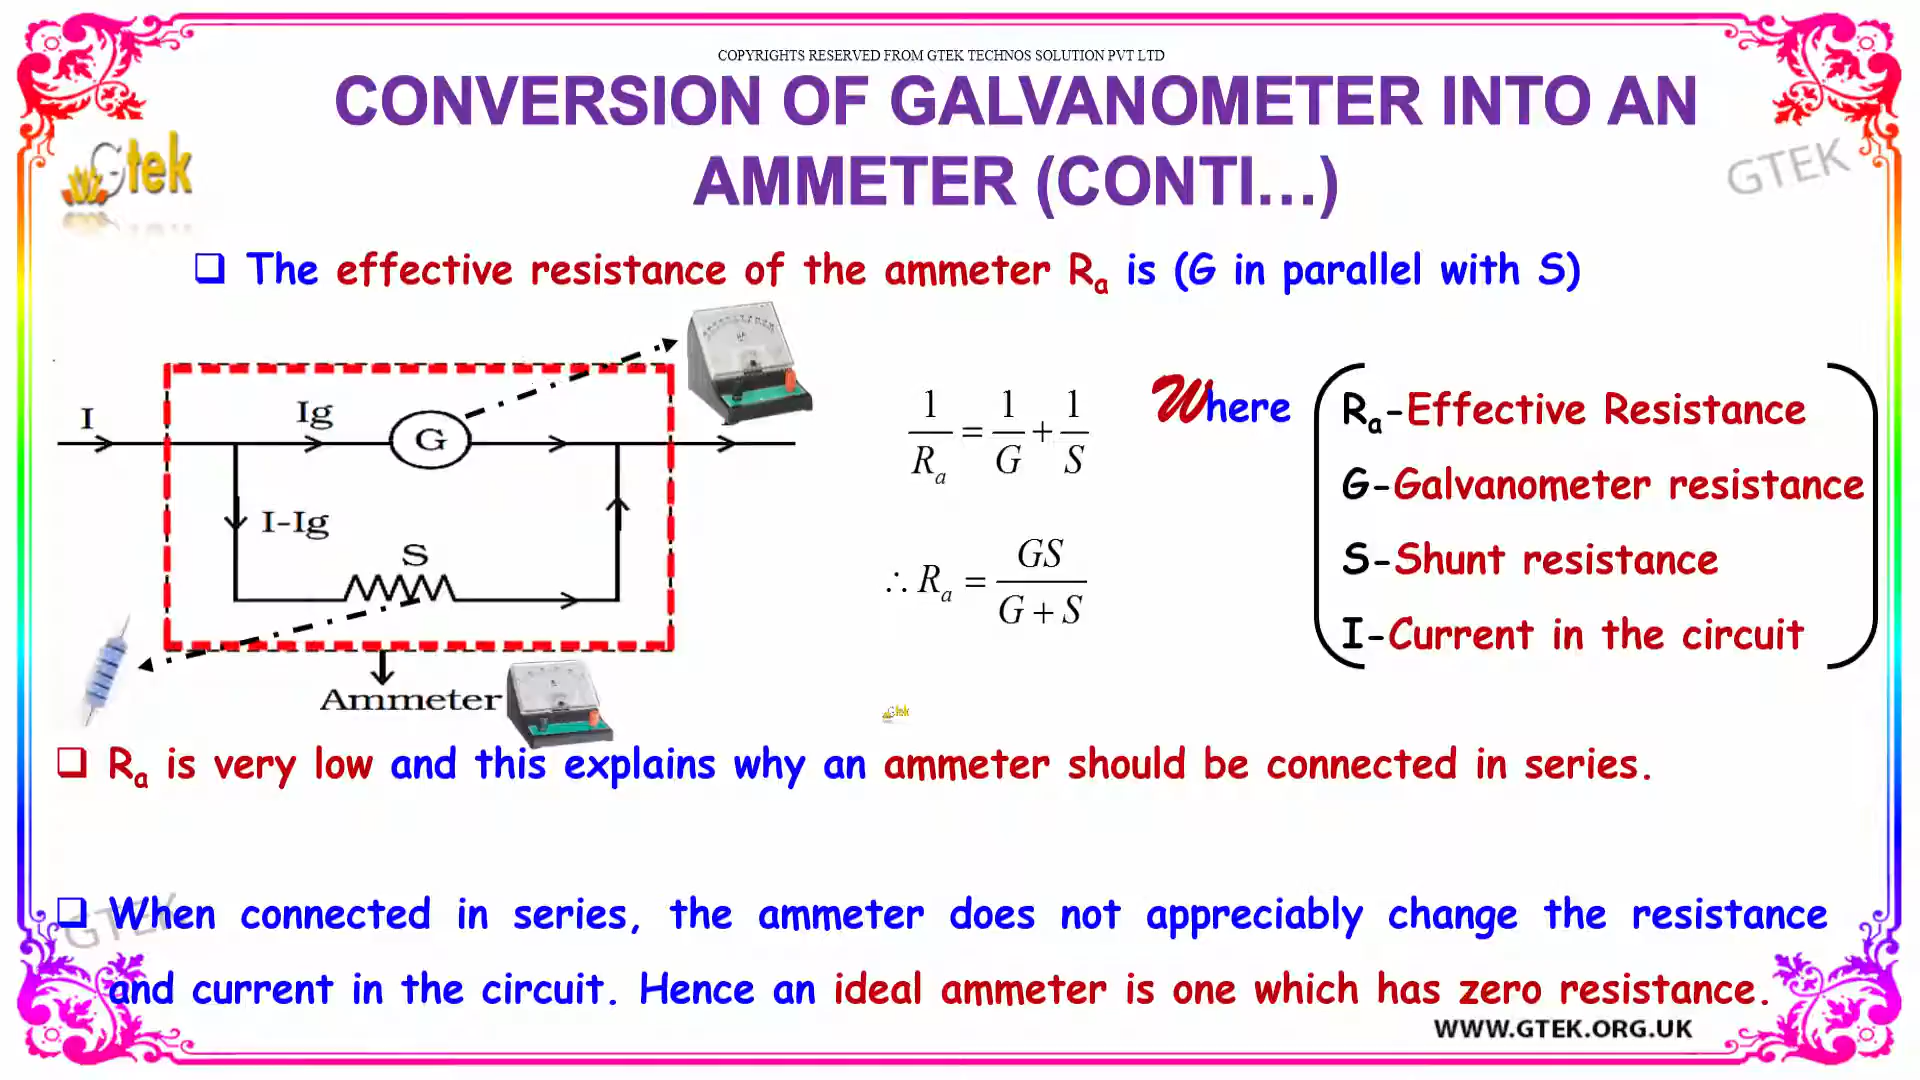 COPYRIGHTS RESERVED FROM GTEK TECHNOS SOLUTION PVT LTD
CONVERSION OF GALVANOMETER INTO AN
AMMETER (CONTI...)
Gtek
GTEK
❑ The effective resistance of the ammeter Rₐ is (G in parallel with S)
I
Ig
G
I-Ig
S
Ammeter
1/Rₐ = 1/G + 1/S
∴ Rₐ = GS/(G + S)
Where
Rₐ-Effective Resistance
G-Galvanometer resistance
S-Shunt resistance
I-Current in the circuit
Gtek
❑ Rₐ is very low and this explains why an ammeter should be connected in series.
GTEK
❑ When connected in series, the ammeter does not appreciably change the resistance
and current in the circuit. Hence an ideal ammeter is one which has zero resistance.
WWW.GTEK.ORG.UK